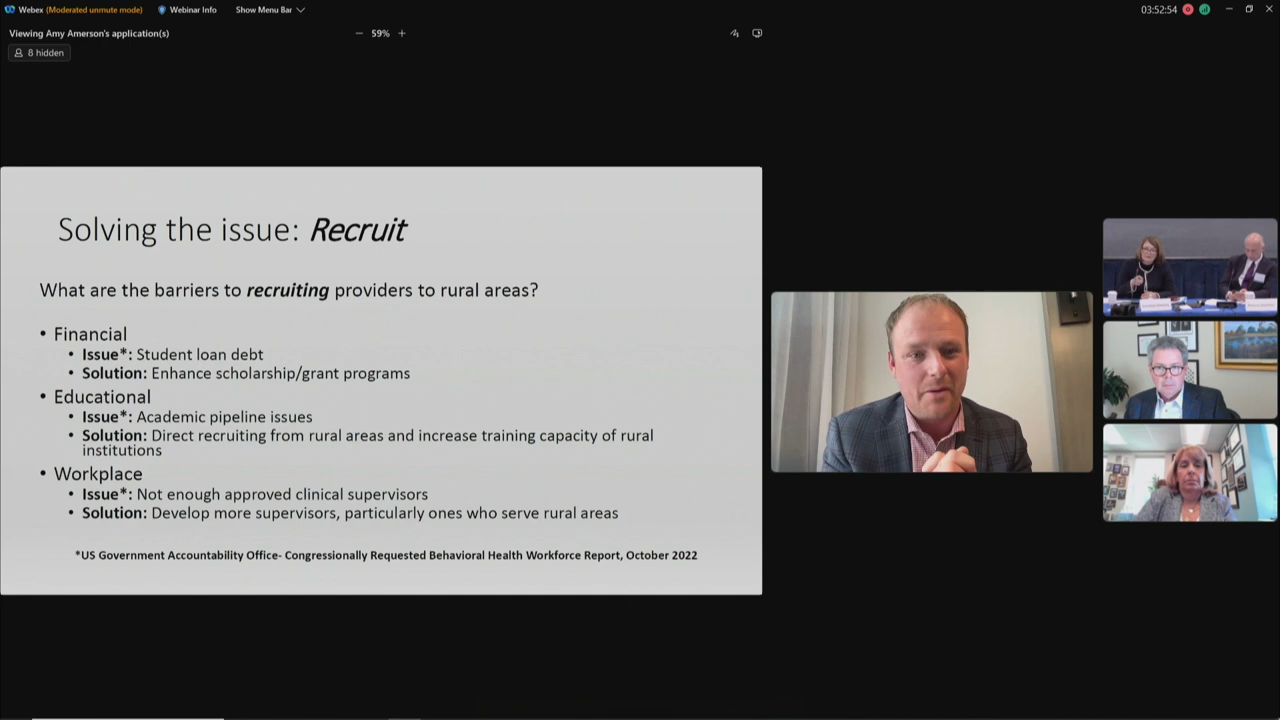 Webex (Moderated unmute mode) Webinar Info Show Menu Bar 03:52:54
Viewing Amy Amerson's application(s) 59%
8 hidden
Solving the issue: Recruit
What are the barriers to recruiting providers to rural areas?
• Financial
• Issue*: Student loan debt
• Solution: Enhance scholarship/grant programs
• Educational
• Issue*: Academic pipeline issues
• Solution: Direct recruiting from rural areas and increase training capacity of rural
institutions
• Workplace
• Issue*: Not enough approved clinical supervisors
• Solution: Develop more supervisors, particularly ones who serve rural areas
*US Government Accountability Office- Congressionally Requested Behavioral Health Workforce Report, October 2022